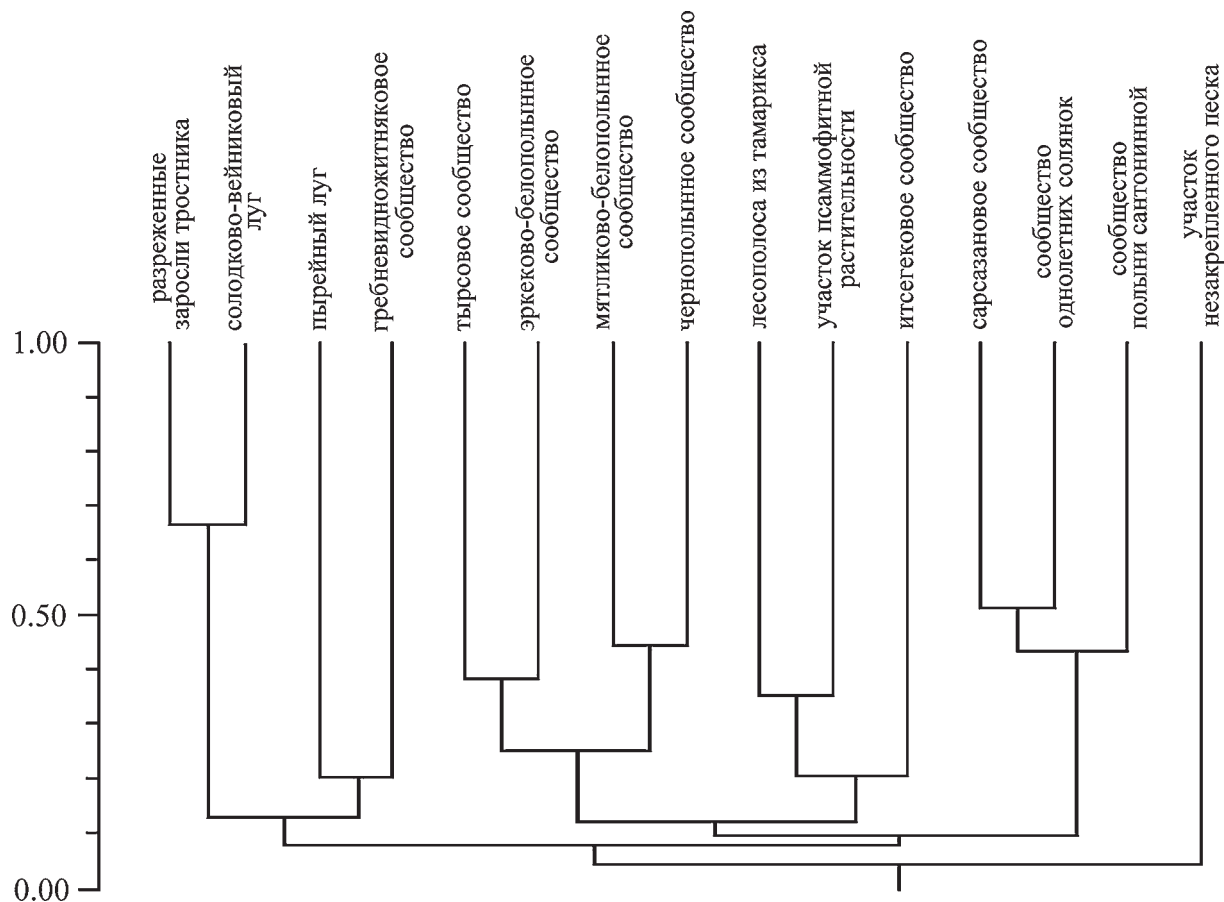 разреженные
заросли тростника
солодково-вейниковый
луг
пырейный луг
гребневидножитняковое
сообщество
тырсовое сообщество
эркеково-белополынное
сообщество
мятликово-белополынное
сообщество
чернополынное сообщество
лесополоса из тамарикса
участок псаммофитной
растительности
итсегековое сообщество
сарсазановое сообщество
сообщество
однолетних солянок
сообщество
полыни сантонинной
участок
незакрепленного песка
1.00
0.50
0.00